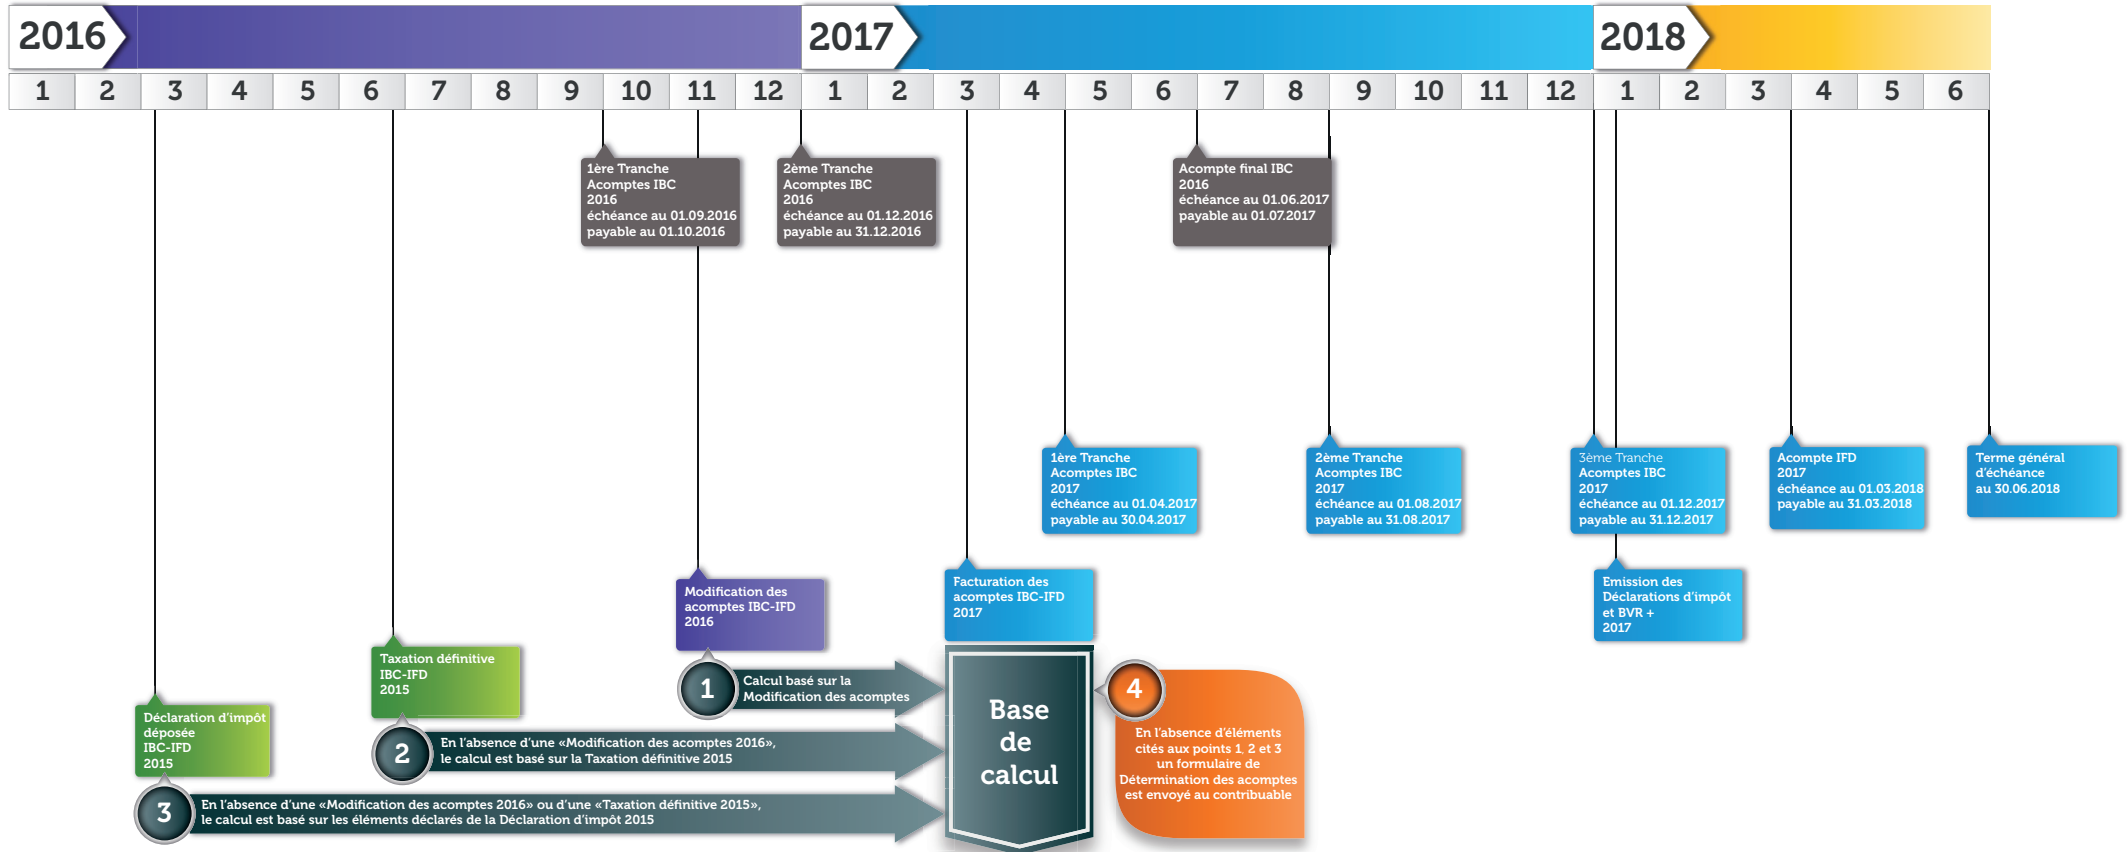 2016
2017
2018
1 2 3 4 5 6 7 8 9 10 11 12 1 2 3 4 5 6 7 8 9 10 11 12 1 2 3 4 5 6
1ère Tranche
Acomptes IBC
2016
échéance au 01.09.2016
payable au 01.10.2016
2ème Tranche
Acomptes IBC
2016
échéance au 01.12.2016
payable au 31.12.2016
Acompte final IBC
2016
échéance au 01.06.2017
payable au 01.07.2017
1ère Tranche
Acomptes IBC
2017
échéance au 01.04.2017
payable au 30.04.2017
2ème Tranche
Acomptes IBC
2017
échéance au 01.08.2017
payable au 31.08.2017
3ème Tranche
Acomptes IBC
2017
échéance au 01.12.2017
payable au 31.12.2017
Acompte IFD
2017
échéance au 01.03.2018
payable au 31.03.2018
Terme général
d'échéance
au 30.06.2018
Modification des
acomptes IBC-IFD
2016
Facturation des
acomptes IBC-IFD
2017
Emission des
Déclarations d'impôt
et BVR +
2017
Taxation définitive
IBC-IFD
2015
Déclaration d'impôt
déposée
IBC-IFD
2015
1
Calcul basé sur la
Modification des acomptes
2
En l'absence d'une «Modification des acomptes 2016»,
le calcul est basé sur la Taxation définitive 2015
3
En l'absence d'une «Modification des acomptes 2016» ou d'une «Taxation définitive 2015»,
le calcul est basé sur les éléments déclarés de la Déclaration d'impôt 2015
Base
de
calcul
4
En l'absence d'éléments
cités aux points 1, 2 et 3
un formulaire de
Détermination des acomptes
est envoyé au contribuable